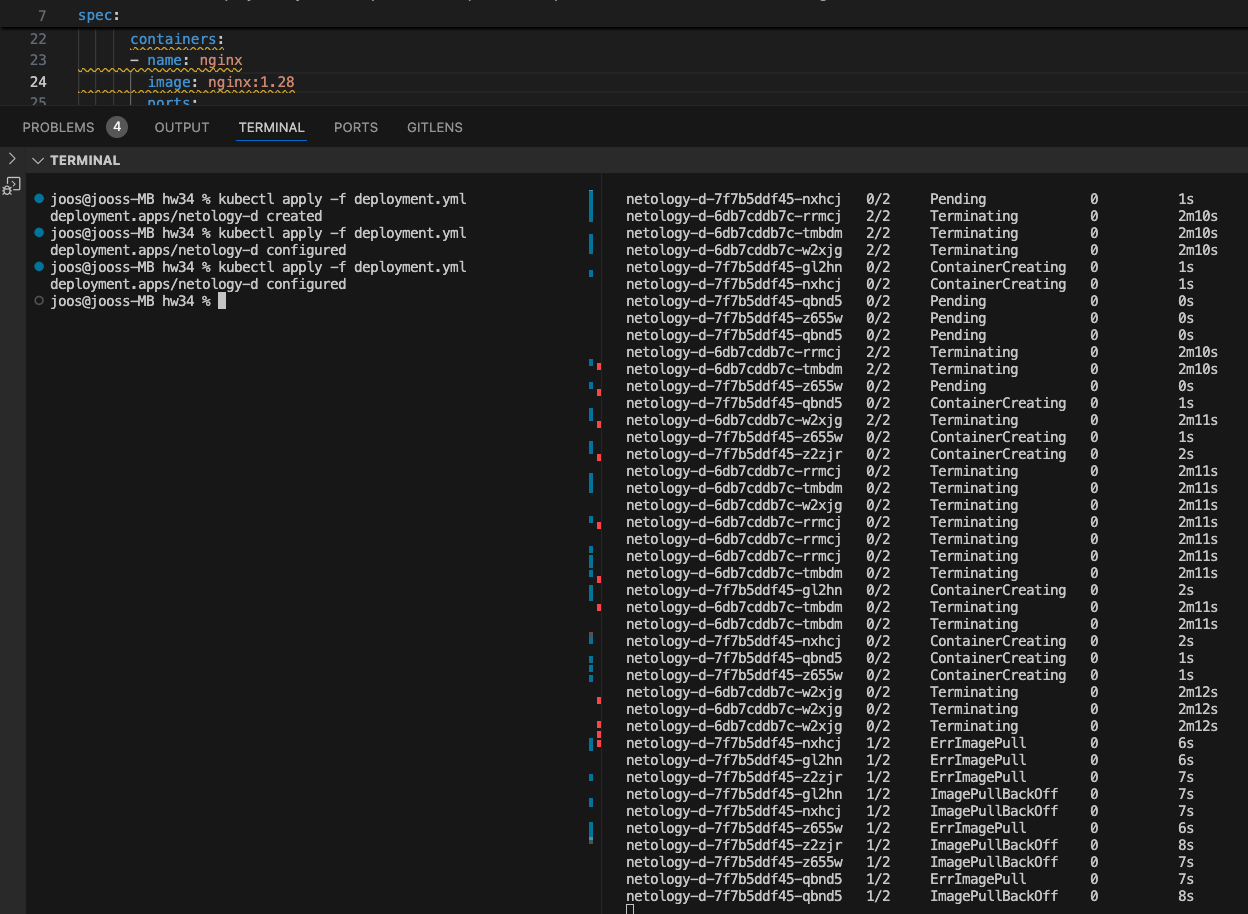 7 spec:
22 containers:
23 - name: nginx
24 image: nginx:1.28
25 ports:
PROBLEMS 4 OUTPUT TERMINAL PORTS GITLENS
TERMINAL
joos@jooss-MB hw34 % kubectl apply -f deployment.yml
deployment.apps/netology-d created
joos@jooss-MB hw34 % kubectl apply -f deployment.yml
deployment.apps/netology-d configured
joos@jooss-MB hw34 % kubectl apply -f deployment.yml
deployment.apps/netology-d configured
joos@jooss-MB hw34 %
netology-d-7f7b5ddf45-nxhcj 0/2 Pending 0 1s
netology-d-6db7cddb7c-rrmcj 2/2 Terminating 0 2m10s
netology-d-6db7cddb7c-tmbdm 2/2 Terminating 0 2m10s
netology-d-6db7cddb7c-w2xjg 2/2 Terminating 0 2m10s
netology-d-7f7b5ddf45-gl2hn 0/2 ContainerCreating 0 1s
netology-d-7f7b5ddf45-nxhcj 0/2 ContainerCreating 0 1s
netology-d-7f7b5ddf45-qbnd5 0/2 Pending 0 0s
netology-d-7f7b5ddf45-z655w 0/2 Pending 0 0s
netology-d-7f7b5ddf45-qbnd5 0/2 Pending 0 0s
netology-d-6db7cddb7c-rrmcj 2/2 Terminating 0 2m10s
netology-d-6db7cddb7c-tmbdm 2/2 Terminating 0 2m10s
netology-d-7f7b5ddf45-z655w 0/2 Pending 0 0s
netology-d-7f7b5ddf45-qbnd5 0/2 ContainerCreating 0 1s
netology-d-6db7cddb7c-w2xjg 2/2 Terminating 0 2m11s
netology-d-7f7b5ddf45-z655w 0/2 ContainerCreating 0 1s
netology-d-7f7b5ddf45-z2zjr 0/2 ContainerCreating 0 2s
netology-d-6db7cddb7c-rrmcj 0/2 Terminating 0 2m11s
netology-d-6db7cddb7c-tmbdm 0/2 Terminating 0 2m11s
netology-d-6db7cddb7c-w2xjg 0/2 Terminating 0 2m11s
netology-d-6db7cddb7c-rrmcj 0/2 Terminating 0 2m11s
netology-d-6db7cddb7c-rrmcj 0/2 Terminating 0 2m11s
netology-d-6db7cddb7c-rrmcj 0/2 Terminating 0 2m11s
netology-d-6db7cddb7c-tmbdm 0/2 Terminating 0 2m11s
netology-d-7f7b5ddf45-gl2hn 0/2 ContainerCreating 0 2s
netology-d-6db7cddb7c-tmbdm 0/2 Terminating 0 2m11s
netology-d-6db7cddb7c-tmbdm 0/2 Terminating 0 2m11s
netology-d-7f7b5ddf45-nxhcj 0/2 ContainerCreating 0 2s
netology-d-7f7b5ddf45-qbnd5 0/2 ContainerCreating 0 1s
netology-d-7f7b5ddf45-z655w 0/2 ContainerCreating 0 1s
netology-d-6db7cddb7c-w2xjg 0/2 Terminating 0 2m12s
netology-d-6db7cddb7c-w2xjg 0/2 Terminating 0 2m12s
netology-d-6db7cddb7c-w2xjg 0/2 Terminating 0 2m12s
netology-d-7f7b5ddf45-nxhcj 1/2 ErrImagePull 0 6s
netology-d-7f7b5ddf45-gl2hn 1/2 ErrImagePull 0 6s
netology-d-7f7b5ddf45-z2zjr 1/2 ErrImagePull 0 7s
netology-d-7f7b5ddf45-gl2hn 1/2 ImagePullBackOff 0 7s
netology-d-7f7b5ddf45-nxhcj 1/2 ImagePullBackOff 0 7s
netology-d-7f7b5ddf45-z655w 1/2 ErrImagePull 0 6s
netology-d-7f7b5ddf45-z2zjr 1/2 ImagePullBackOff 0 8s
netology-d-7f7b5ddf45-z655w 1/2 ImagePullBackOff 0 7s
netology-d-7f7b5ddf45-qbnd5 1/2 ErrImagePull 0 7s
netology-d-7f7b5ddf45-qbnd5 1/2 ImagePullBackOff 0 8s